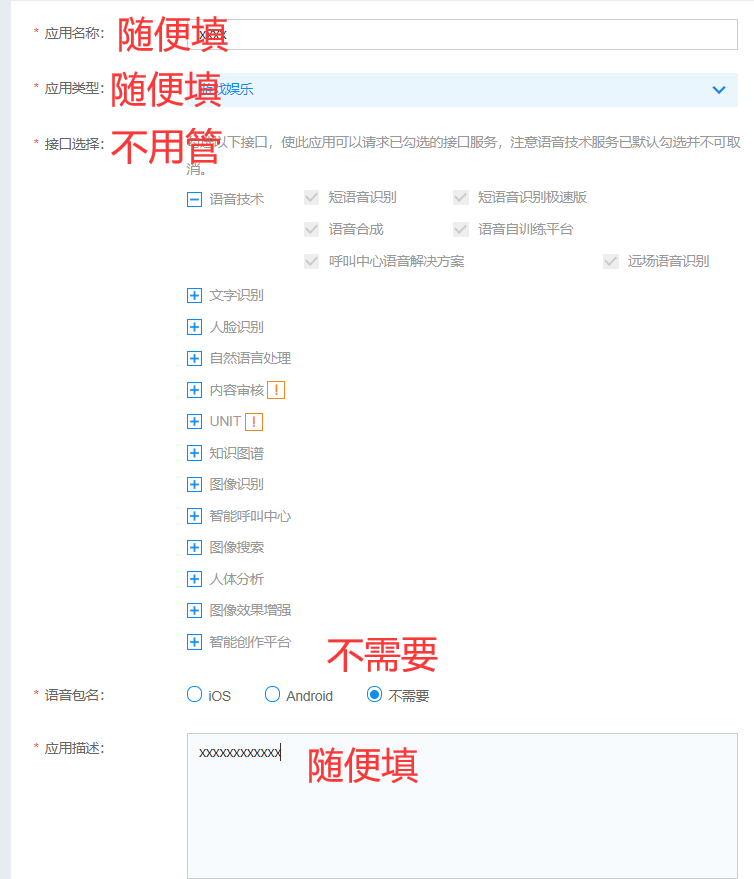 * 应用名称： 随便填 xxxx
* 应用类型： 随便填 游戏娱乐
* 接口选择： 不用管 以下接口，使此应用可以请求已勾选的接口服务，注意语音技术服务已默认勾选并不可取
消。
语音技术 短语音识别 短语音识别极速版
语音合成 语音自训练平台
呼叫中心语音解决方案 远场语音识别
文字识别
人脸识别
自然语言处理
内容审核 !
UNIT !
知识图谱
图像识别
智能呼叫中心
图像搜索
人体分析
图像效果增强
智能创作平台
不需要
* 语音包名： iOS Android 不需要
* 应用描述： xxxxxxxxxxxx
随便填